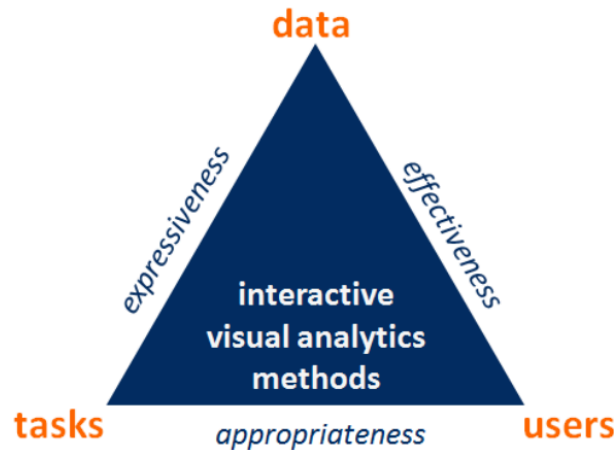 data
expressiveness
effectiveness
interactive
visual analytics
methods
tasks
users
appropriateness